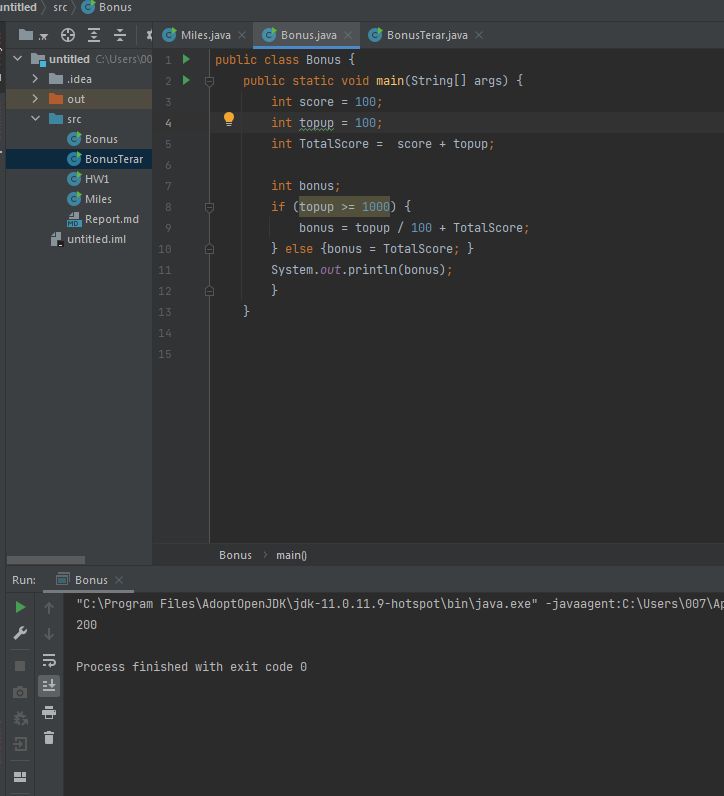 untitled › src › Bonus
Miles.java Bonus.java BonusTerar.java
untitled C:\Users\00
.idea
out
src
Bonus
BonusTerar
HW1
Miles
Report.md
untitled.iml
1 public class Bonus {
2 public static void main(String[] args) {
3 int score = 100;
4 int topup = 100;
5 int TotalScore =  score + topup;
6
7 int bonus;
8 if (topup >= 1000) {
9 bonus = topup / 100 + TotalScore;
10 } else {bonus = TotalScore; }
11 System.out.println(bonus);
12 }
13 }
14
15
Bonus › main()
Run: Bonus
"C:\Program Files\AdoptOpenJDK\jdk-11.0.11.9-hotspot\bin\java.exe" -javaagent:C:\Users\007\Ap
200
Process finished with exit code 0